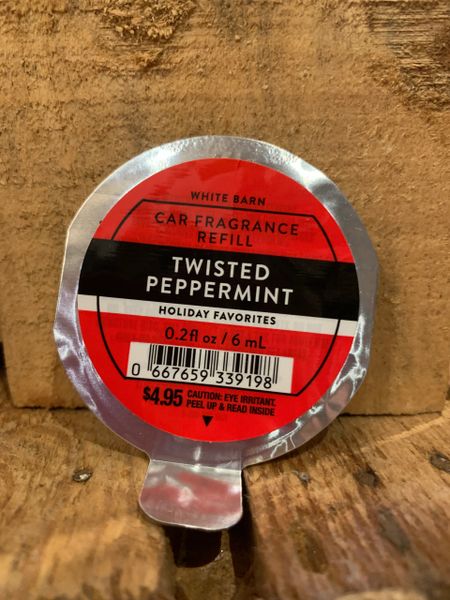 WHITE BARN
CAR FRAGRANCE
REFILL
TWISTED
PEPPERMINT
HOLIDAY FAVORITES
0.2fl oz / 6 mL
0 667659 339198
$4.95 CAUTION: EYE IRRITANT.
PEEL UP & READ INSIDE